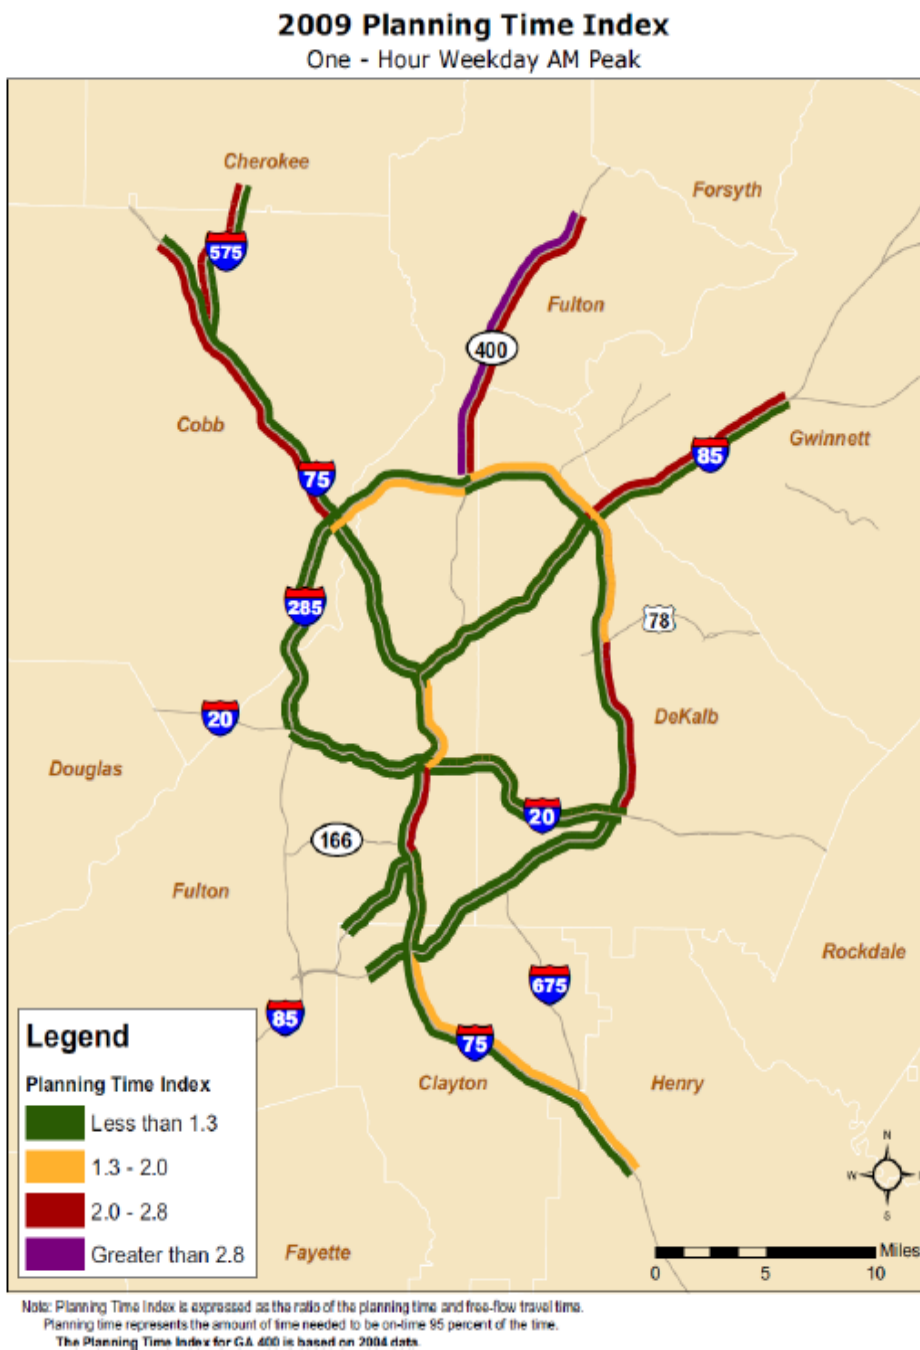 2009 Planning Time Index
One - Hour Weekday AM Peak
Cherokee
Forsyth
575
Fulton
400
Cobb
Gwinnett
85
75
285
78
20
DeKalb
Douglas
20
166
Fulton
Rockdale
675
85
75
Clayton
Henry
Legend
Planning Time Index
Less than 1.3
1.3 - 2.0
2.0 - 2.8
Greater than 2.8
Fayette
N
W
S
Miles
0 5 10
Note: Planning Time Index is expressed as the ratio of the planning time and free-flow travel time.
Planning time represents the amount of time needed to be on-time 95 percent of the time.
The Planning Time Index for GA 400 is based on 2004 data.